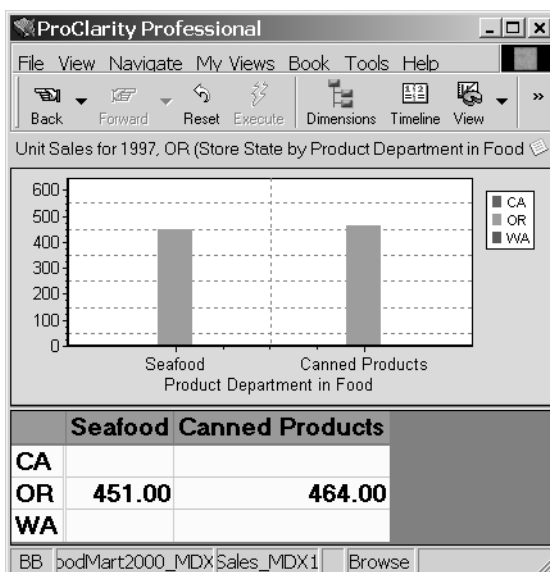 ProClarity Professional
File View Navigate My Views Book Tools Help
Back Forward Reset Execute Dimensions Timeline View »
Unit Sales for 1997, OR (Store State by Product Department in Food
600
500
400
300
200
100
0
CA
OR
WA
Seafood Canned Products
Product Department in Food
Seafood Canned Products
CA
OR 451.00 464.00
WA
BB oodMart2000_MDX Sales_MDX1 Browse